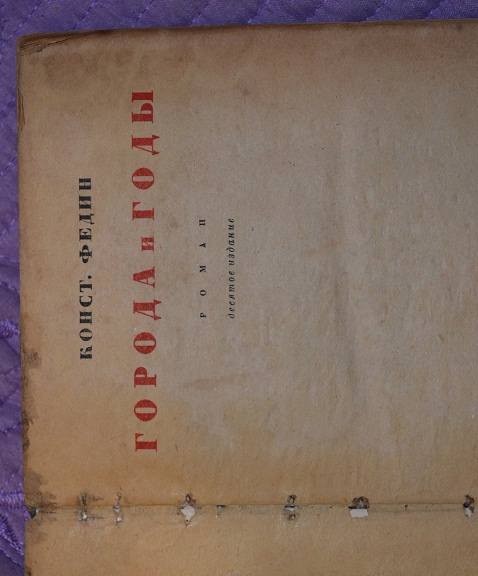 КОНСТ. ФЕДИН
ГОРОДА и ГОДЫ
РОМАН
десятое издание